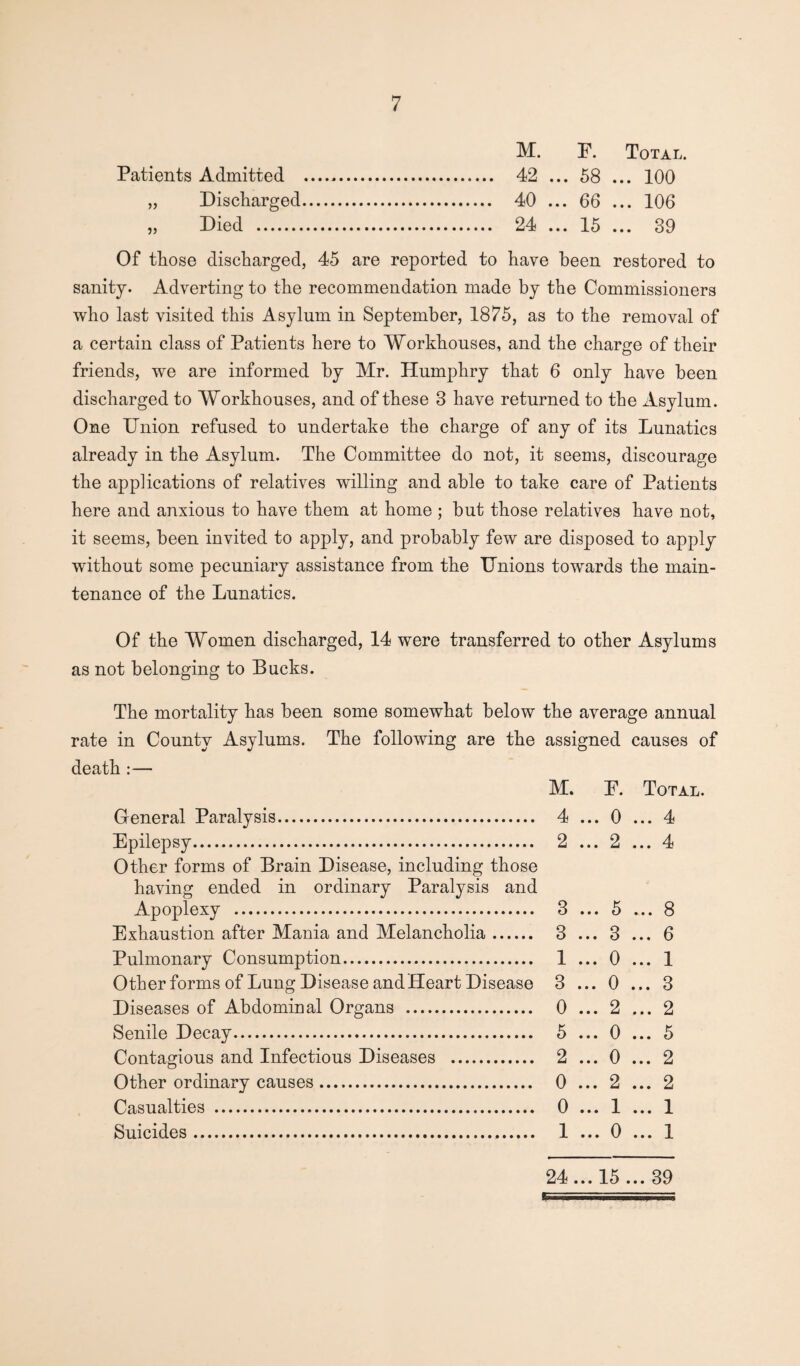 7
M. F. Total.
Patients Admitted .............................. 42 ... 58 ... 100
„ Discharged.............................. 40 ... 66 ... 106
„ Died .............................. 24 ... 15 ... 39
Of those discharged, 45 are reported to have been restored to
sanity. Adverting to the recommendation made by the Commissioners
who last visited this Asylum in September, 1875, as to the removal of
a certain class of Patients here to Workhouses, and the charge of their
friends, we are informed by Mr. Humphry that 6 only have been
discharged to Workhouses, and of these 3 have returned to the Asylum.
One Union refused to undertake the charge of any of its Lunatics
already in the Asylum. The Committee do not, it seems, discourage
the applications of relatives willing and able to take care of Patients
here and anxious to have them at home ; but those relatives have not,
it seems, been invited to apply, and probably few are disposed to apply
without some pecuniary assistance from the Unions towards the main-
tenance of the Lunatics.
Of the Women discharged, 14 were transferred to other Asylums
as not belonging to Bucks.
The mortality has been some somewhat below the average annual
rate in County Asylums. The following are the assigned causes of
death :—
M. F. Total.
General Paralysis.............................. 4 ... 0 ... 4
Epilepsy.............................. 2 ... 2 ... 4
Other forms of Brain Disease, including those
having ended in ordinary Paralysis and
Apoplexy .............................. 3 ... 5 ... 8
Exhaustion after Mania and Melancholia ...... 3 ... 3 ... 6
Pulmonary Consumption.............................. 1 ... 0 ... 1
Other forms of Lung Disease and Heart Disease 3 ... 0 ... 3
Diseases of Abdominal Organs .................. 0 ... 2 ... 2
Senile Decay.............................. 5 ... 0 ... 5
Contagious and Infectious Diseases ............ 2 ... 0 ... 2
Other ordinary causes .............................. 0 ... 2 ... 2
Casualties .............................. 0 ... 1 ... 1
Suicides .............................. 1 ... 0 ... 1
24 ... 15 ... 39